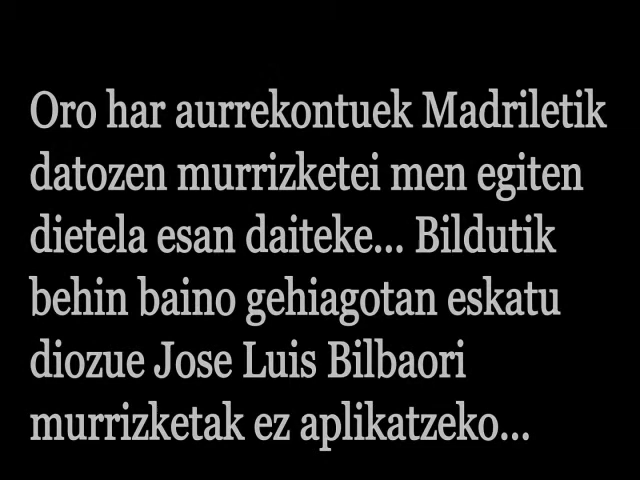 Oro har aurrekontuek Madriletik
datozen murrizketei men egiten
dietela esan daiteke... Bildutik
behin baino gehiagotan eskatu
diozue Jose Luis Bilbaori
murrizketak ez aplikatzeko...